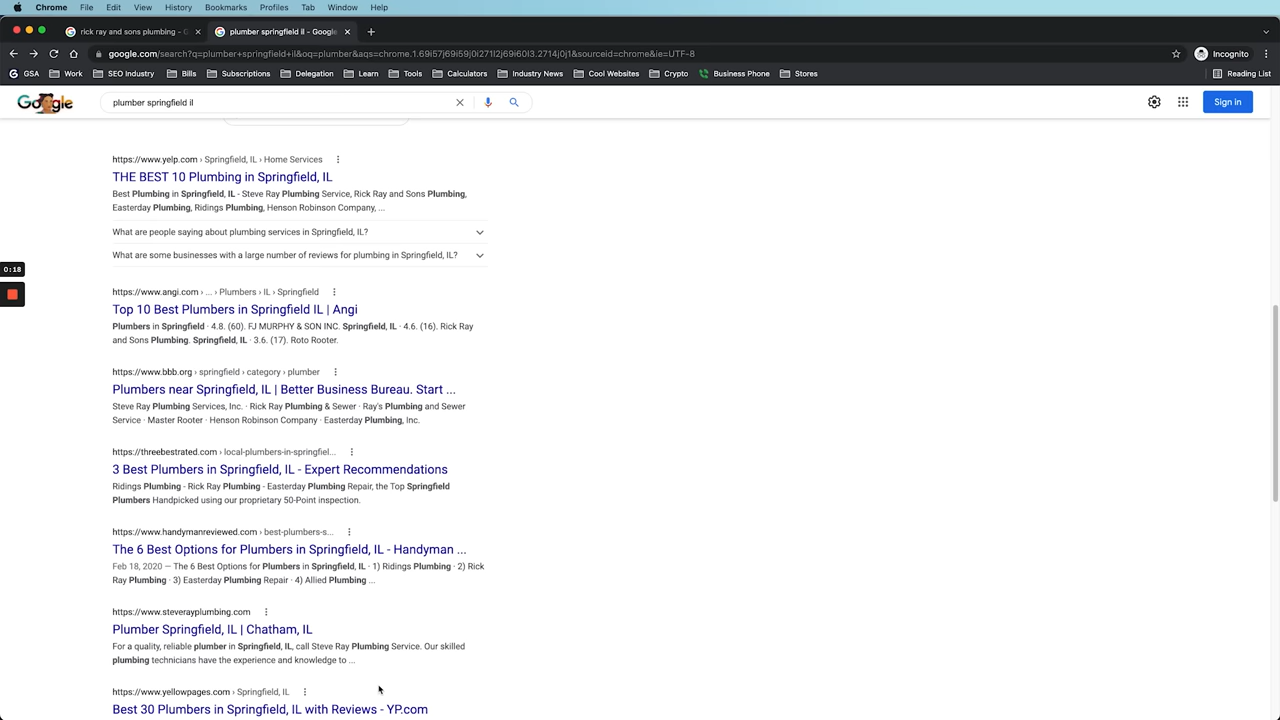 Chrome File Edit View History Bookmarks Profiles Tab Window Help
rick ray and sons plumbing - G
plumber springfield il - Google
google.com/search?q=plumber+springfield+il&oq=plumber&aqs=chrome.1.69i57j69i59j0i271l2j69i60l3.2714j0j1&sourceid=chrome&ie=UTF-8
Incognito
GSA Work SEO Industry Bills Subscriptions Delegation Learn Tools Calculators Industry News Cool Websites Crypto Business Phone Stores Reading List
Google
plumber springfield il
Sign in
https://www.yelp.com › Springfield, IL › Home Services
THE BEST 10 Plumbing in Springfield, IL
Best Plumbing in Springfield, IL - Steve Ray Plumbing Service, Rick Ray and Sons Plumbing,
Easterday Plumbing, Ridings Plumbing, Henson Robinson Company, ...
What are people saying about plumbing services in Springfield, IL?
What are some businesses with a large number of reviews for plumbing in Springfield, IL?
0:18
https://www.angi.com › ... › Plumbers › IL › Springfield
Top 10 Best Plumbers in Springfield IL | Angi
Plumbers in Springfield · 4.8. (60). FJ MURPHY & SON INC. Springfield, IL · 4.6. (16). Rick Ray
and Sons Plumbing. Springfield, IL · 3.6. (17). Roto Rooter.
https://www.bbb.org › springfield › category › plumber
Plumbers near Springfield, IL | Better Business Bureau. Start ...
Steve Ray Plumbing Services, Inc. · Rick Ray Plumbing & Sewer · Ray's Plumbing and Sewer
Service · Master Rooter · Henson Robinson Company · Easterday Plumbing, Inc.
https://threebestrated.com › local-plumbers-in-springfiel...
3 Best Plumbers in Springfield, IL - Expert Recommendations
Ridings Plumbing - Rick Ray Plumbing - Easterday Plumbing Repair, the Top Springfield
Plumbers Handpicked using our proprietary 50-Point inspection.
https://www.handymanreviewed.com › best-plumbers-s...
The 6 Best Options for Plumbers in Springfield, IL - Handyman ...
Feb 18, 2020 — The 6 Best Options for Plumbers in Springfield, IL · 1) Ridings Plumbing · 2) Rick
Ray Plumbing · 3) Easterday Plumbing Repair · 4) Allied Plumbing ...
https://www.steverayplumbing.com
Plumber Springfield, IL | Chatham, IL
For a quality, reliable plumber in Springfield, IL, call Steve Ray Plumbing Service. Our skilled
plumbing technicians have the experience and knowledge to ...
https://www.yellowpages.com › Springfield, IL
Best 30 Plumbers in Springfield, IL with Reviews - YP.com